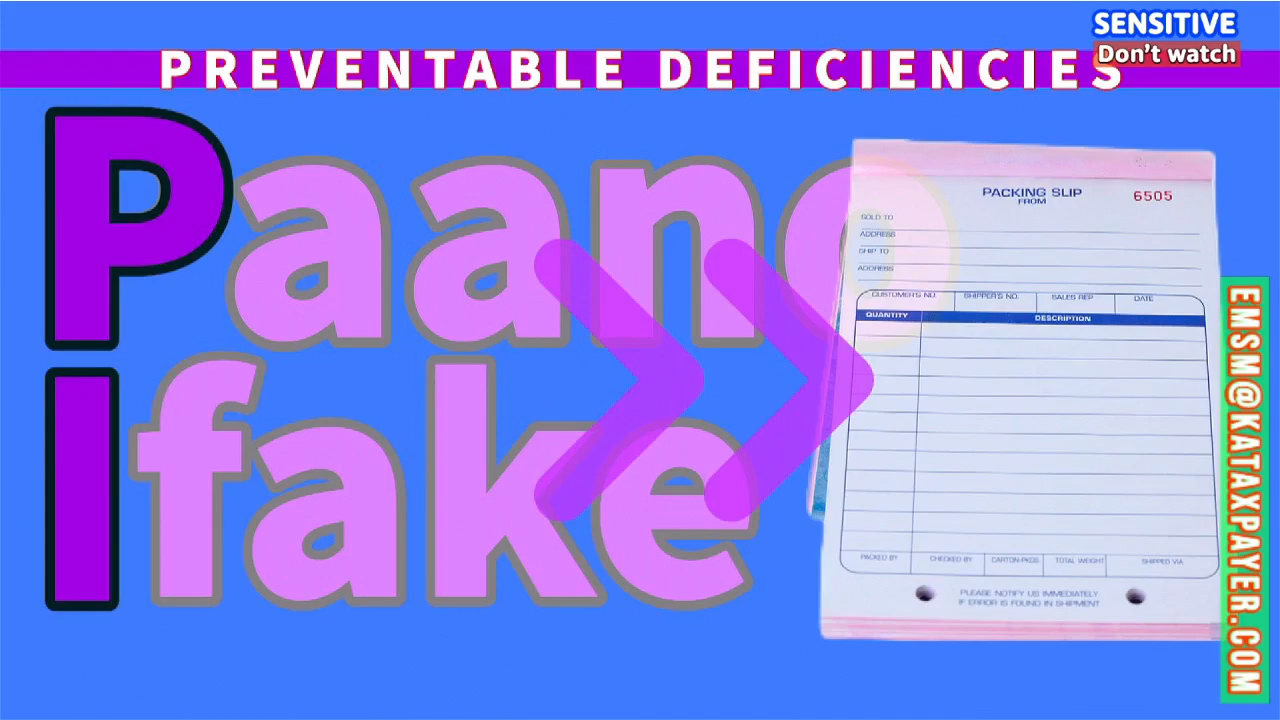 SENSITIVE
Don't watch
PREVENTABLE DEFICIENCIES
Paano
Ifake
PACKING SLIP
FROM
6505
SOLD TO
ADDRESS
SHIP TO
ADDRESS
CUSTOMER'S NO. SHIPPER'S NO. SALES REP DATE
QUANTITY DESCRIPTION
PACKED BY CHECKED BY CARTON-PKGS TOTAL WEIGHT SHIPPED VIA
PLEASE NOTIFY US IMMEDIATELY
IF ERROR IS FOUND IN SHIPMENT
EMSM@KATAXPAYER.COM